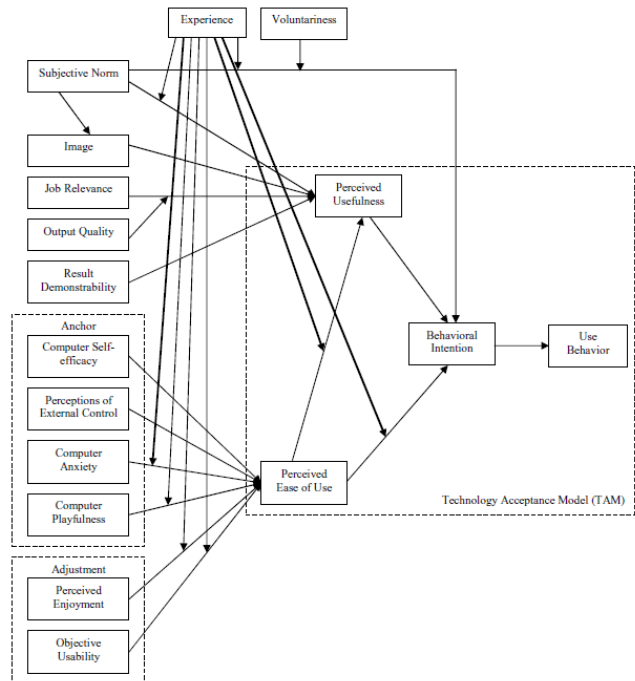 Experience
Voluntariness
Subjective Norm
Image
Job Relevance
Perceived
Usefulness
Output Quality
Result
Demonstrability
Anchor
Computer Self-
efficacy
Behavioral
Intention
Use
Behavior
Perceptions of
External Control
Computer
Anxiety
Perceived
Ease of Use
Computer
Playfulness
Technology Acceptance Model (TAM)
Adjustment
Perceived
Enjoyment
Objective
Usability